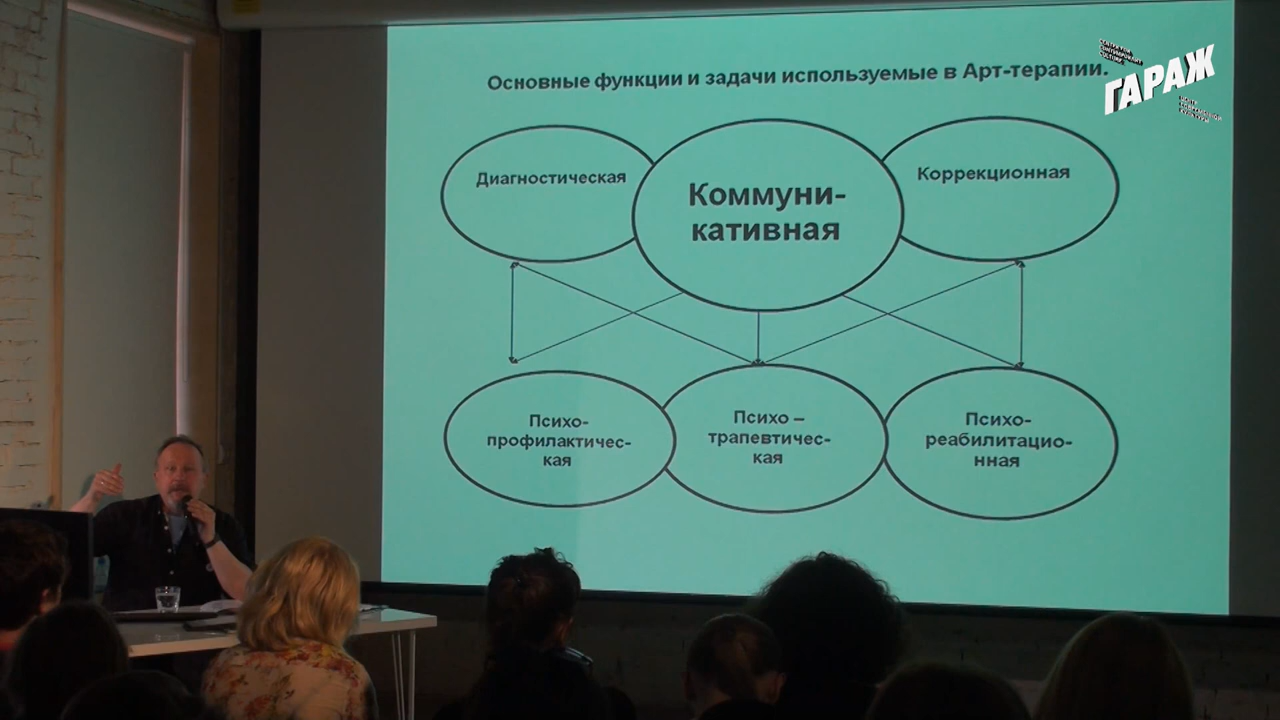 Основные функции и задачи используемые в Арт-терапии.
ГАРАЖ
Диагностическая
Коммуни-
кативная
Коррекционная
Психо-
профилактичес-
кая
Психо –
трапевтичес-
кая
Психо-
реабилитацио-
нная